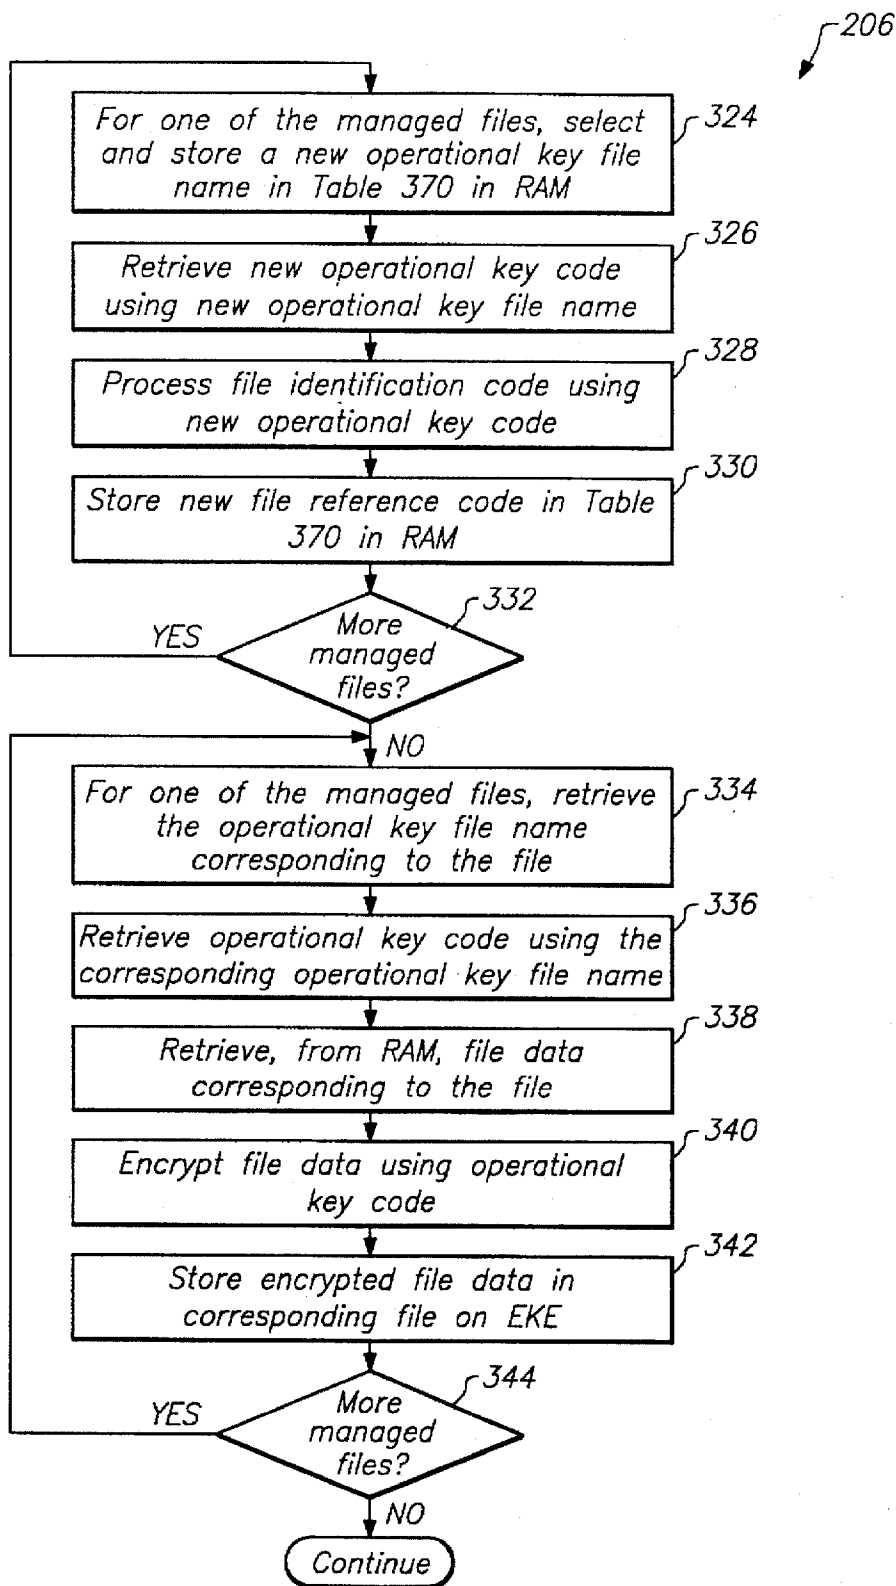 206
For one of the managed files, select
and store a new operational key file
name in Table 370 in RAM
324
Retrieve new operational key code
using new operational key file name
326
Process file identification code using
new operational key code
328
Store new file reference code in Table
370 in RAM
330
More
managed
files?
332
YES
NO
For one of the managed files, retrieve
the operational key file name
corresponding to the file
334
Retrieve operational key code using the
corresponding operational key file name
336
Retrieve, from RAM, file data
corresponding to the file
338
Encrypt file data using operational
key code
340
Store encrypted file data in
corresponding file on EKE
342
More
managed
files?
344
YES
NO
Continue